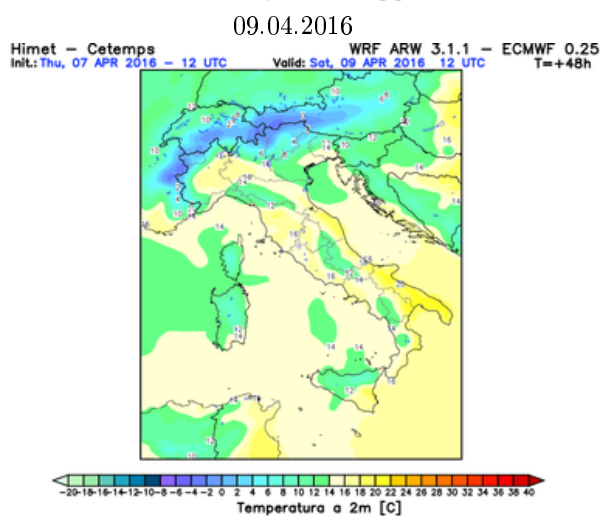 09.04.2016
Himet – Cetemps WRF ARW 3.1.1 – ECMWF 0.25
Init.: Thu, 07 APR 2016 – 12 UTC Valid: Sat, 09 APR 2016 12 UTC T=+48h
-20-18-16-14-12-10-8 -6 -4 -2 0 2 4 6 8 10 12 14 16 18 20 22 24 26 28 30 32 34 36 38 40
Temperatura a 2m [C]